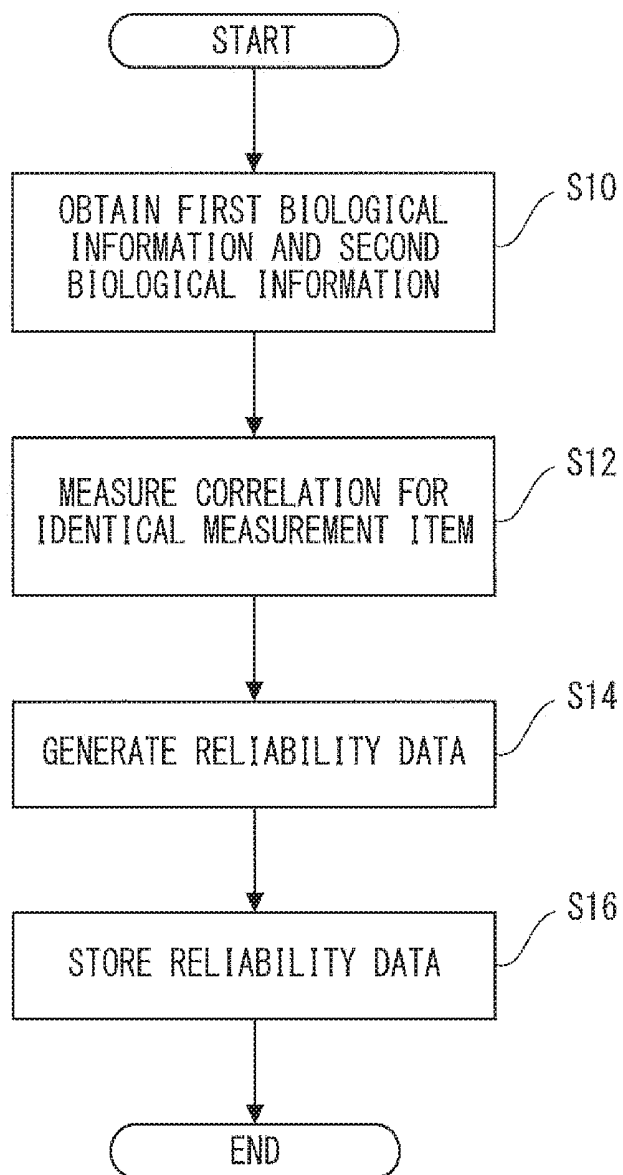 START
OBTAIN FIRST BIOLOGICAL
INFORMATION AND SECOND
BIOLOGICAL INFORMATION
S10
MEASURE CORRELATION FOR
IDENTICAL MEASUREMENT ITEM
S12
GENERATE RELIABILITY DATA
S14
STORE RELIABILITY DATA
S16
END